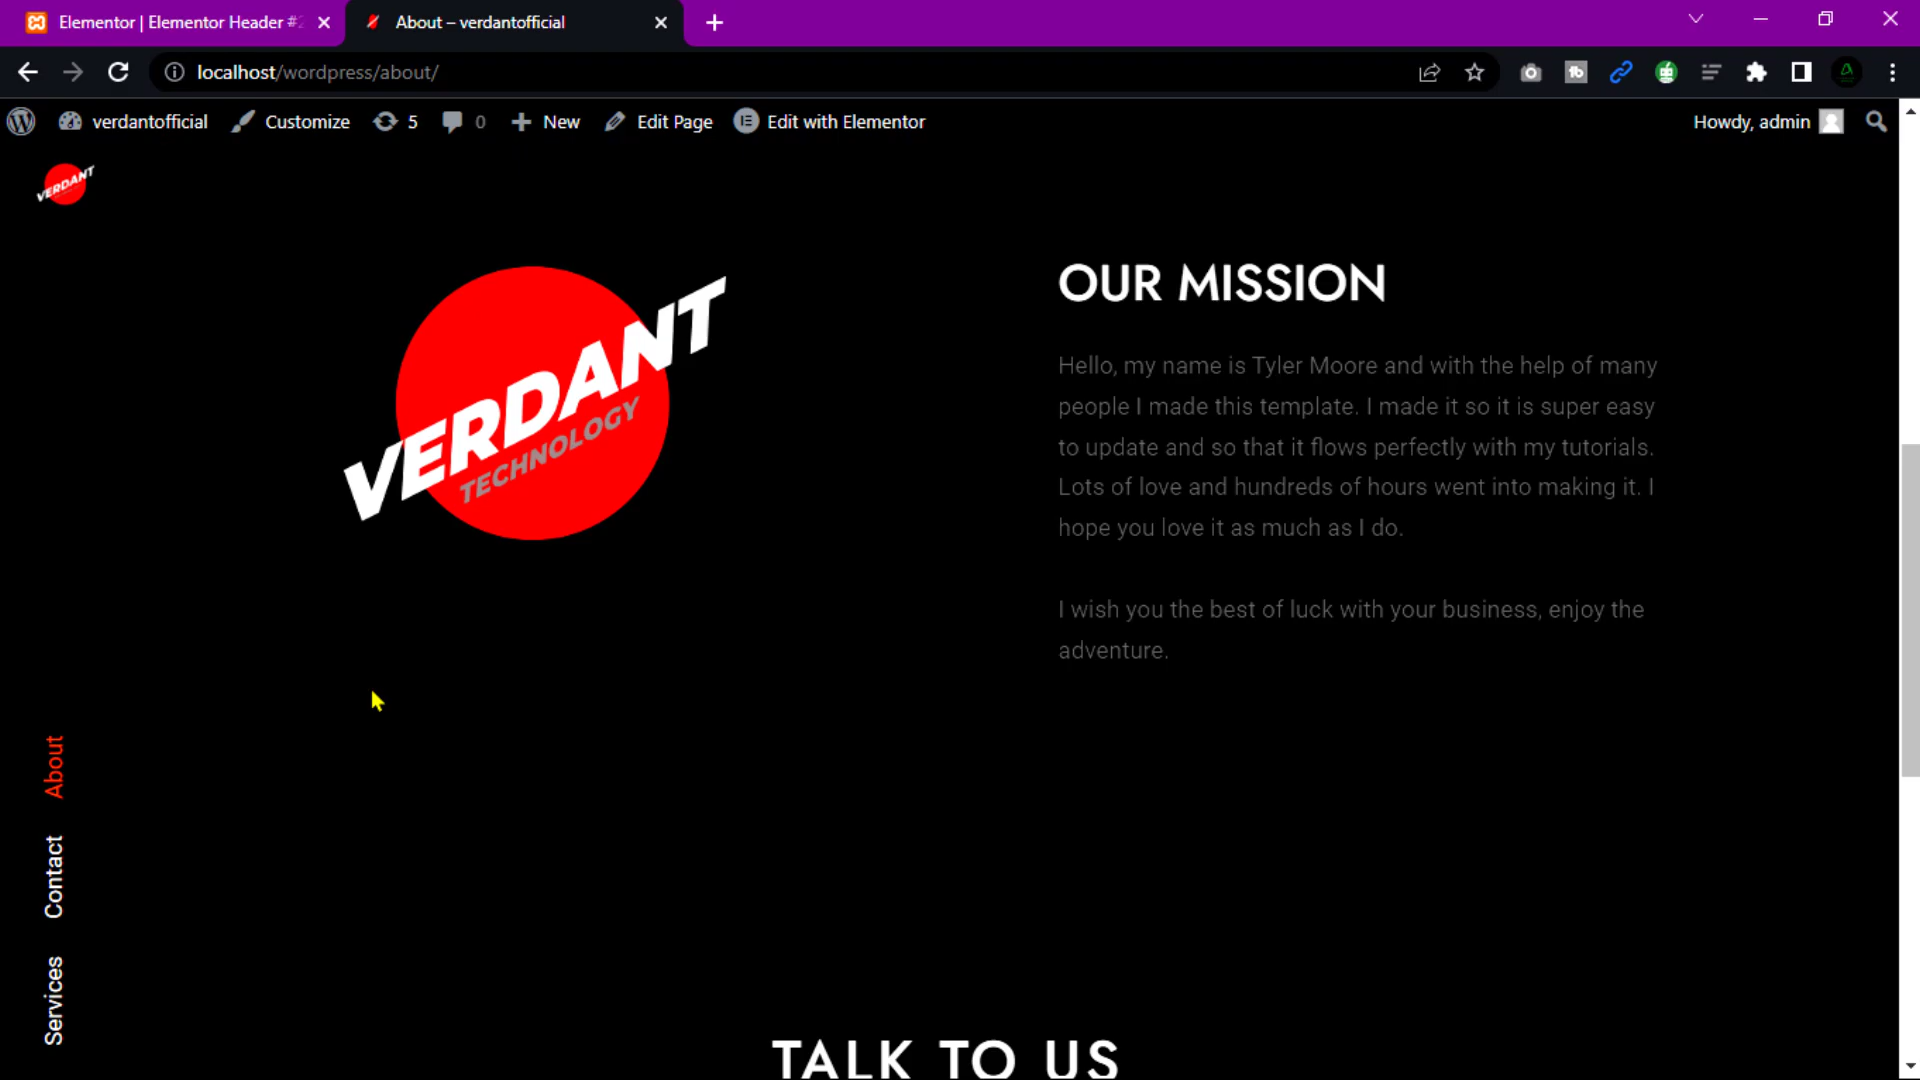 Elementor | Elementor Header #2
About – verdantofficial
localhost/wordpress/about/
verdantofficial
Customize
5
0
New
Edit Page
Edit with Elementor
Howdy, admin
VERDANT
VERDANT
TECHNOLOGY
OUR MISSION
Hello, my name is Tyler Moore and with the help of many
people I made this template. I made it so it is super easy
to update and so that it flows perfectly with my tutorials.
Lots of love and hundreds of hours went into making it. I
hope you love it as much as I do.
I wish you the best of luck with your business, enjoy the
adventure.
About
Contact
Services
TALK TO US